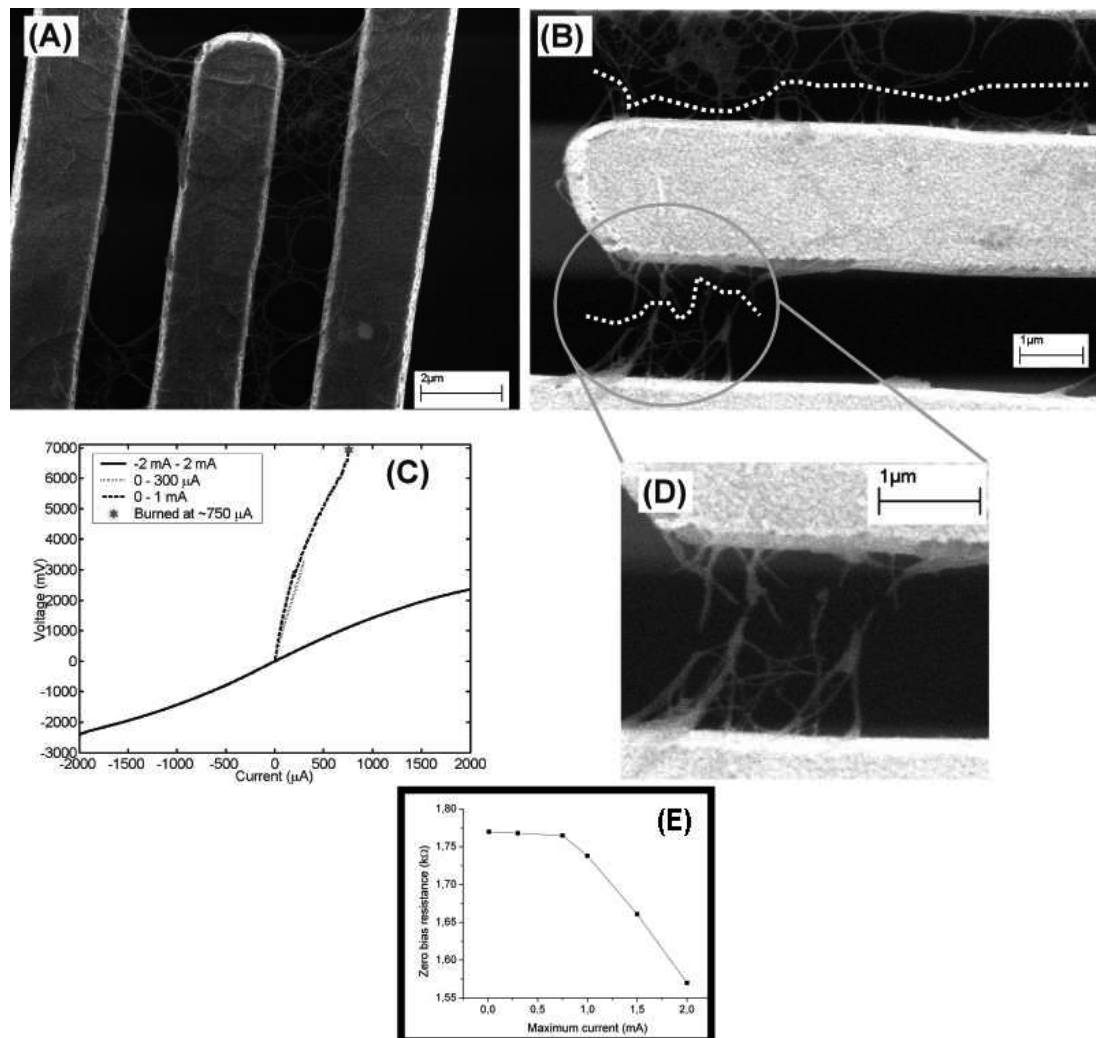 (A)
2µm
(B)
1µm
(C)
-2 mA - 2 mA
0 - 300 µA
0 - 1 mA
Burned at ~750 µA
7000
6000
5000
4000
3000
2000
1000
0
-1000
-2000
-3000
Voltage (mV)
-2000
-1500
-1000
-500
0
500
1000
1500
2000
Current (µA)
(D)
1µm
(E)
1,80
1,75
1,70
1,65
1,60
1,55
Zero bias resistance (kΩ)
0,0
0,5
1,0
1,5
2,0
Maximum current (mA)